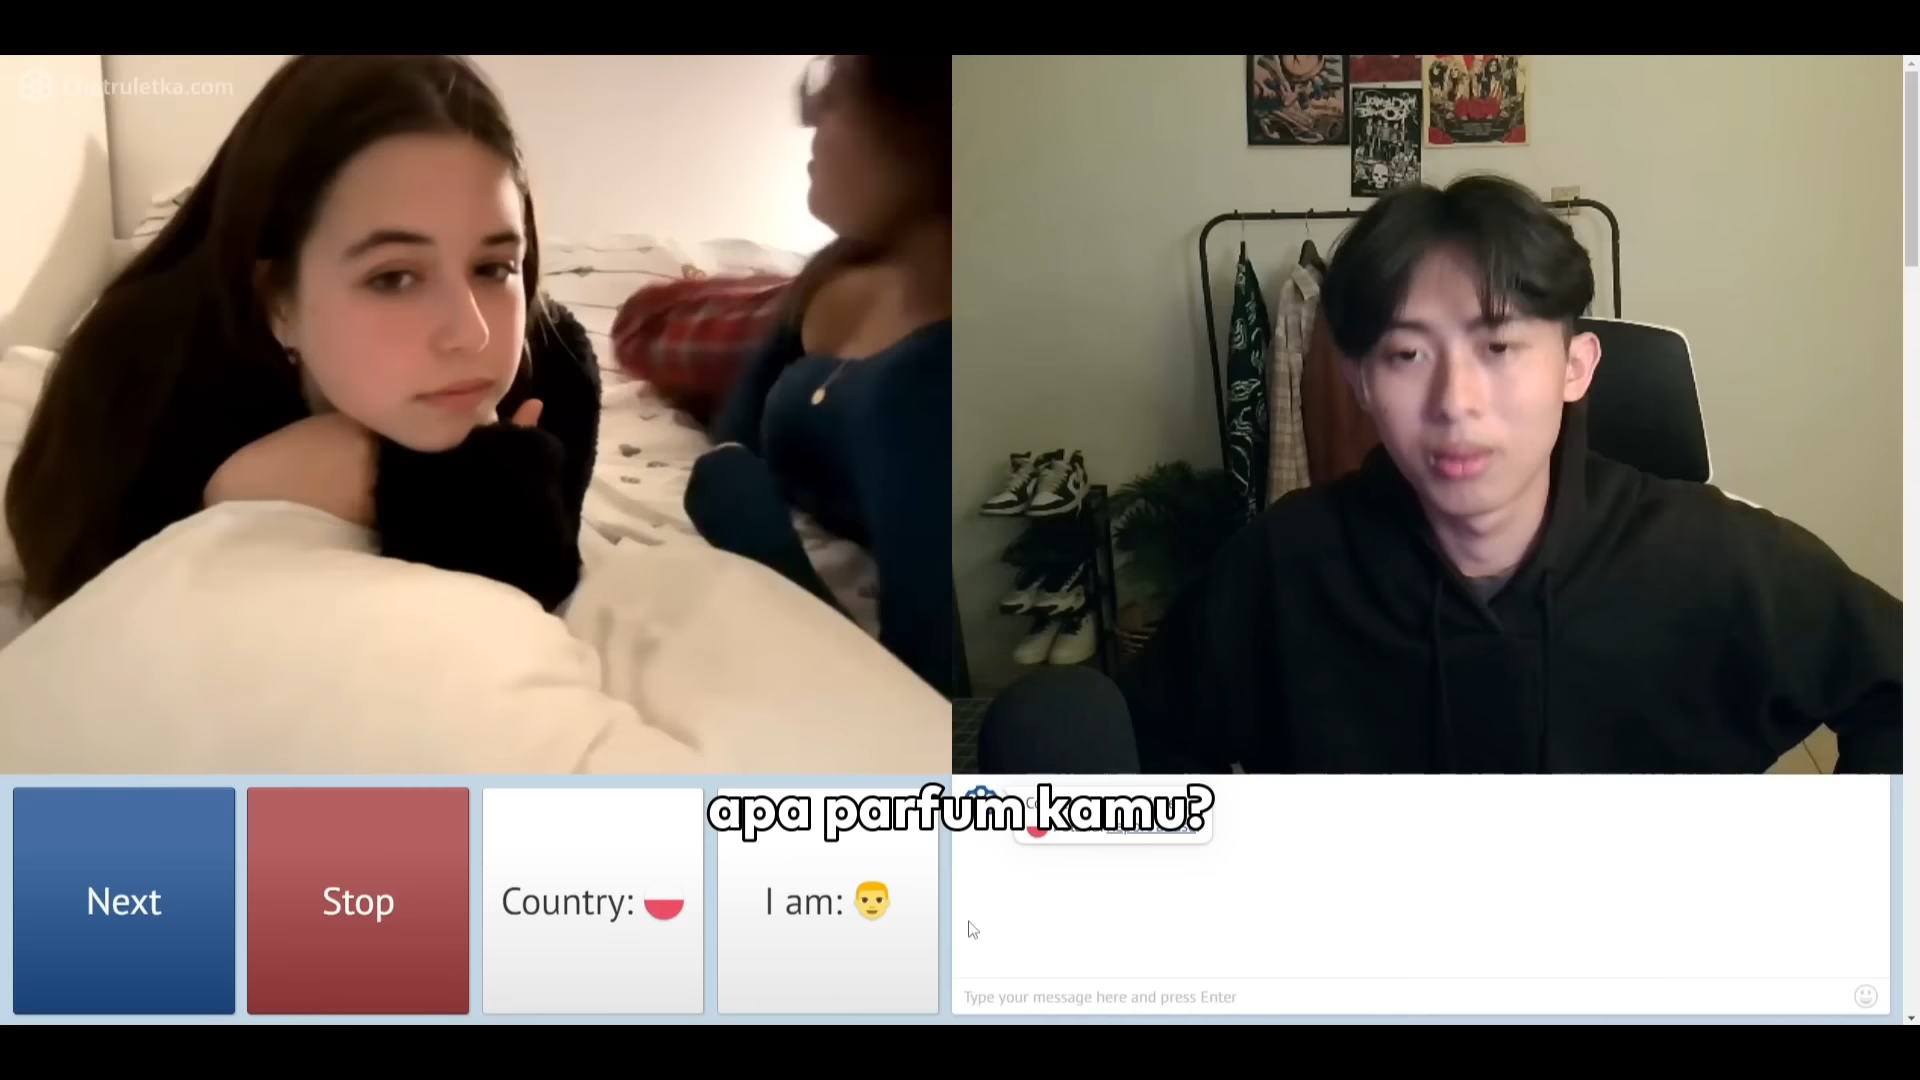 Chatruletka.com
apa parfum kamu?
Next
Stop
Country:
I am:
Type your message here and press Enter